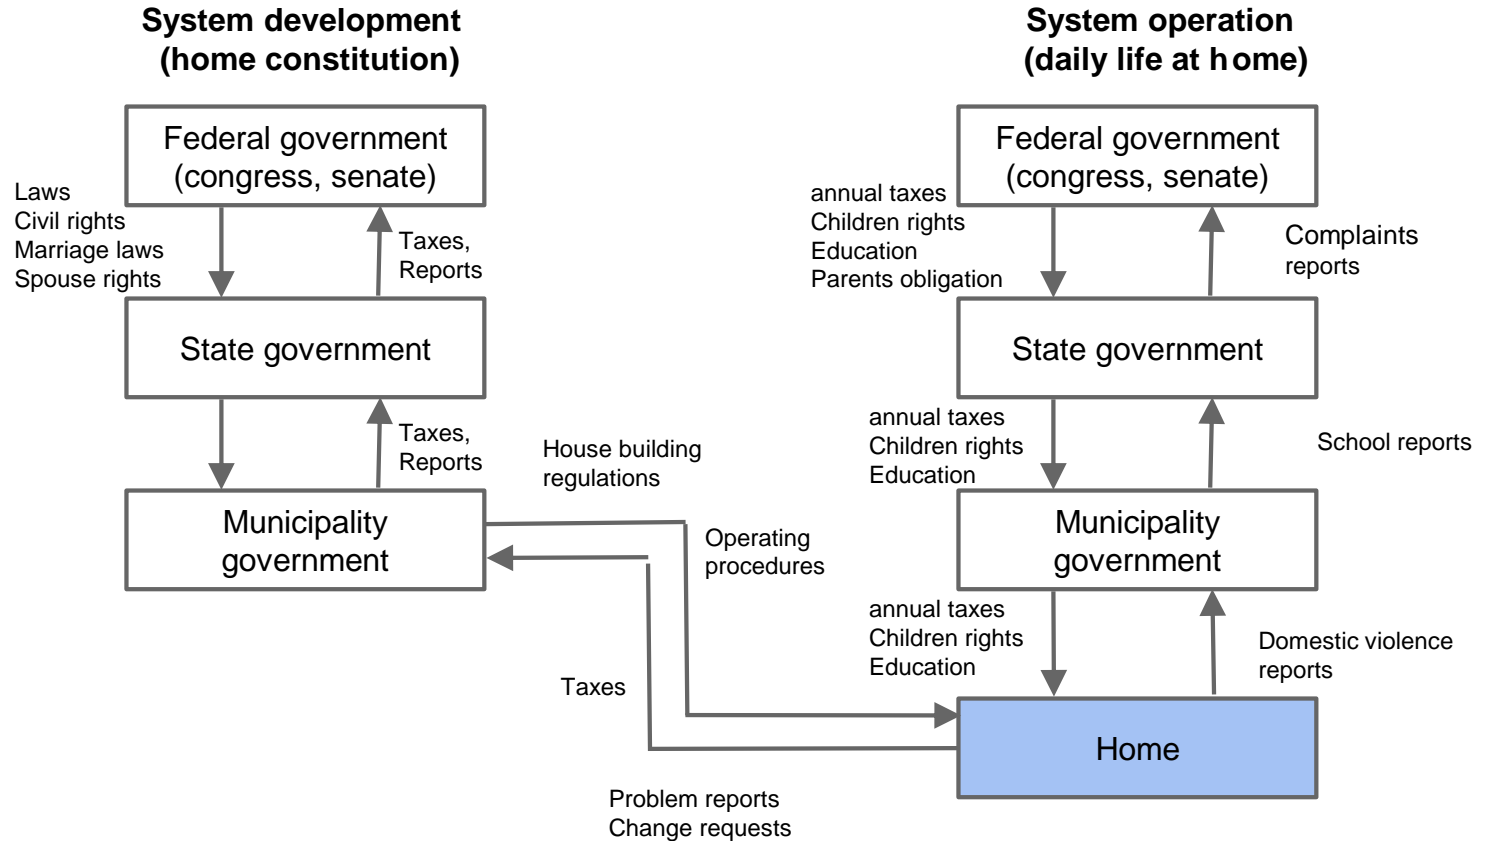 System development
(home constitution)
System operation
(daily life at home)
Federal government
(congress, senate)
Laws
Civil rights
Marriage laws
Spouse rights
Taxes,
Reports
State government
Taxes,
Reports
Municipality
government
House building
regulations
Operating
procedures
Taxes
Problem reports
Change requests
Federal government
(congress, senate)
annual taxes
Children rights
Education
Parents obligation
Complaints
reports
State government
annual taxes
Children rights
Education
School reports
Municipality
government
annual taxes
Children rights
Education
Domestic violence
reports
Home